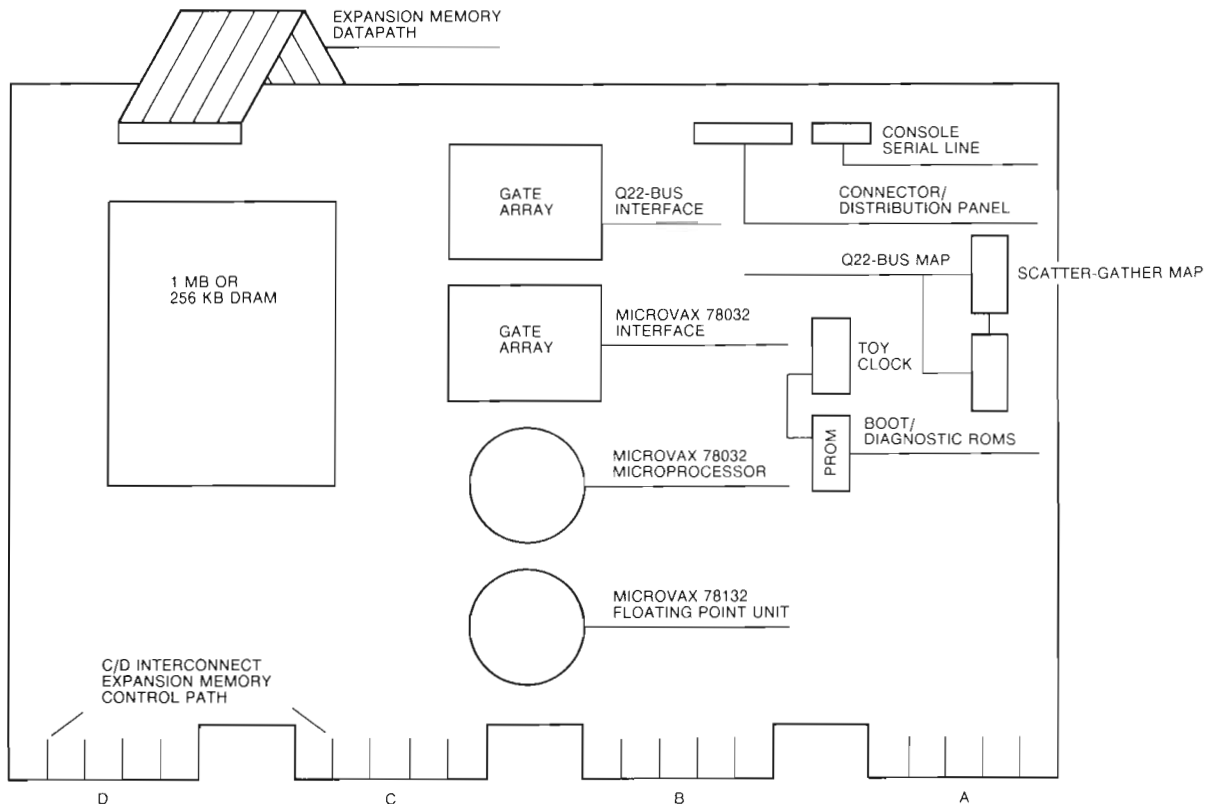 EXPANSION MEMORY
DATAPATH
CONSOLE
SERIAL LINE
GATE
ARRAY
Q22-BUS
INTERFACE
CONNECTOR/
DISTRIBUTION PANEL
1 MB OR
256 KB DRAM
Q22-BUS MAP
SCATTER-GATHER MAP
GATE
ARRAY
MICROVAX 78032
INTERFACE
TOY
CLOCK
PROM
BOOT/
DIAGNOSTIC ROMS
MICROVAX 78032
MICROPROCESSOR
MICROVAX 78132
FLOATING POINT UNIT
C/D INTERCONNECT
EXPANSION MEMORY
CONTROL PATH
D
C
B
A